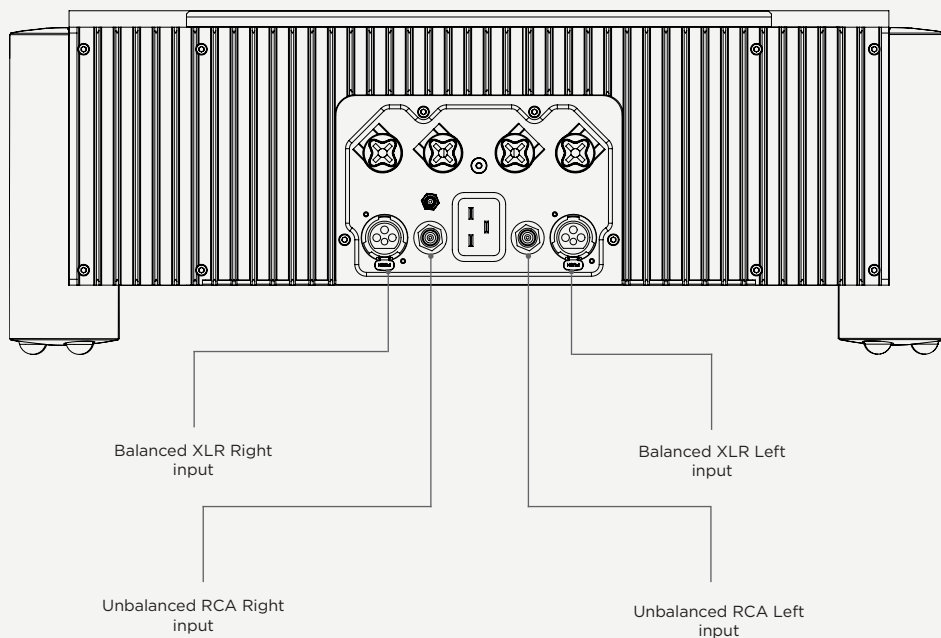 Balanced XLR Right
input
Balanced XLR Left
input
Unbalanced RCA Right
input
Unbalanced RCA Left
input